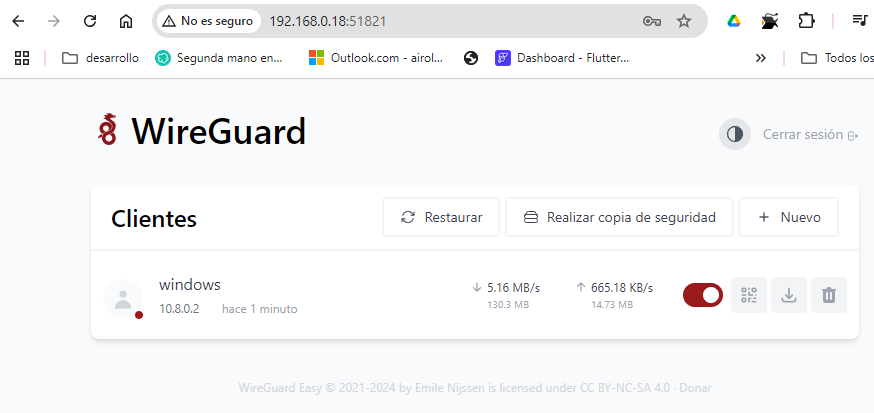 No es seguro 192.168.0.18:51821
desarrollo Segunda mano en... Outlook.com - airol... Dashboard - Flutter... » Todos los
WireGuard
Cerrar sesión
Clientes Restaurar Realizar copia de seguridad + Nuevo
windows
10.8.0.2 hace 1 minuto
↓ 5.16 MB/s ↑ 665.18 KB/s
130.3 MB 14.73 MB
WireGuard Easy © 2021-2024 by Emile Nijssen is licensed under CC BY-NC-SA 4.0 · Donar